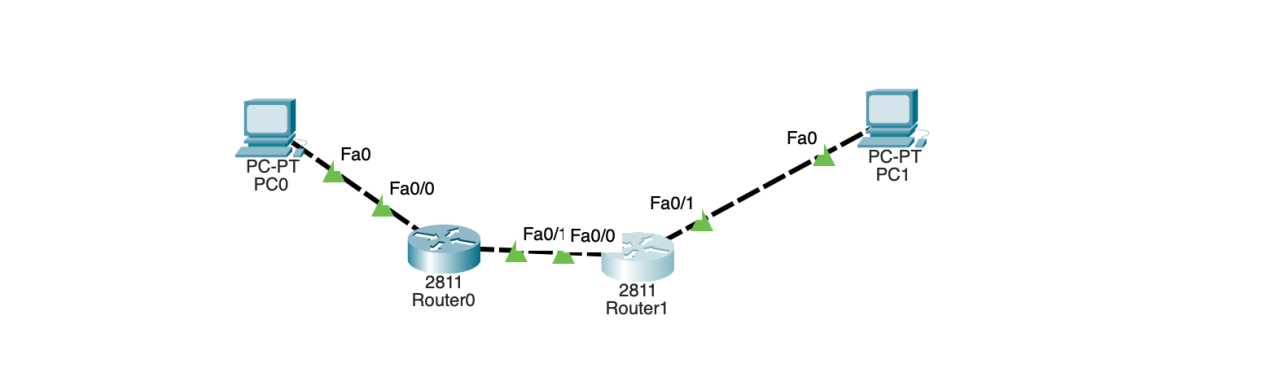 Fa0
PC-PT
PC0
Fa0/0
Fa0/1
Fa0/0
2811
Router0
2811
Router1
Fa0/1
Fa0
PC-PT
PC1